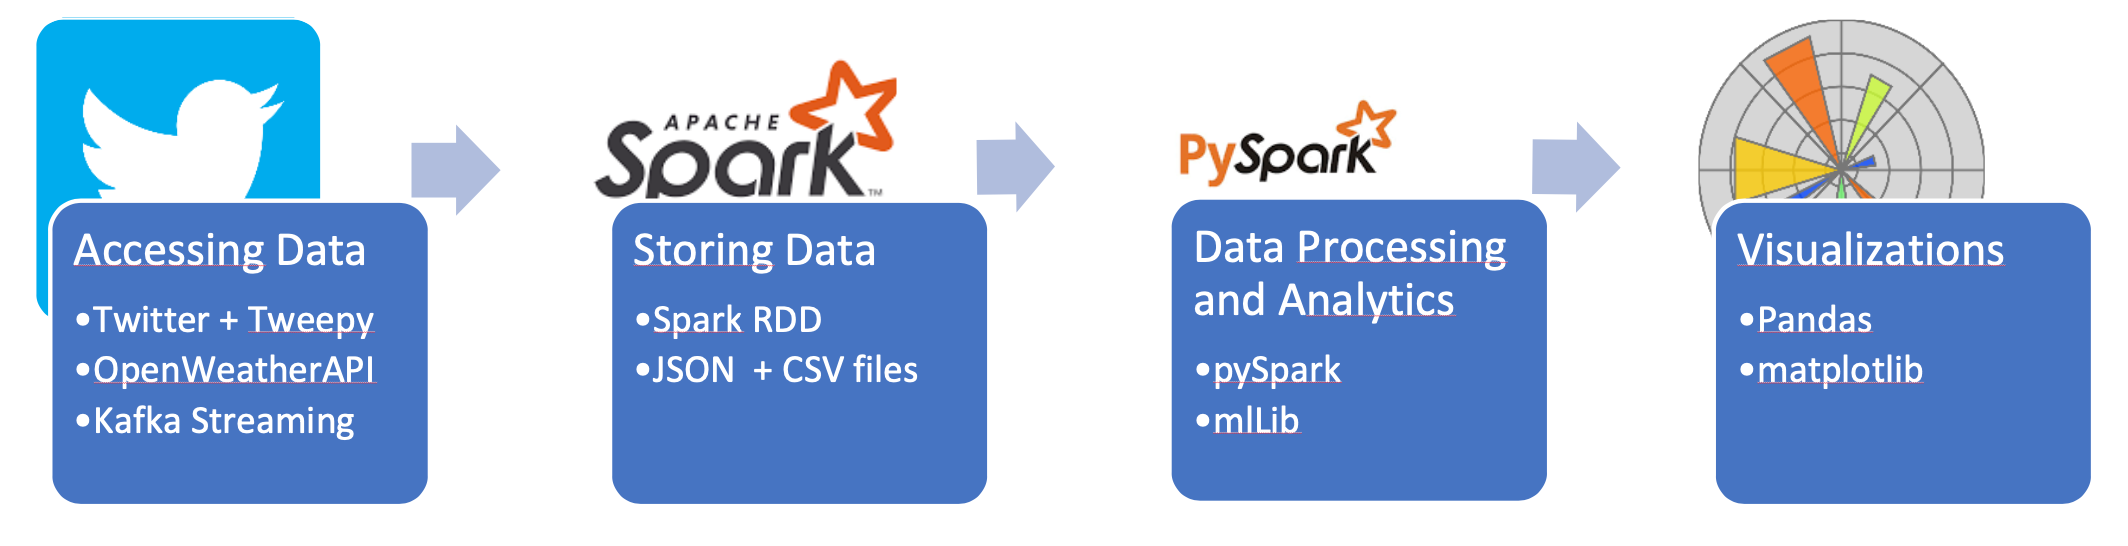 APACHE
Spark™
PySpark
Accessing Data
•Twitter + Tweepy
•OpenWeatherAPI
•Kafka Streaming
Storing Data
•Spark RDD
•JSON  + CSV files
Data Processing
and Analytics
•pySpark
•mlLib
Visualizations
•Pandas
•matplotlib